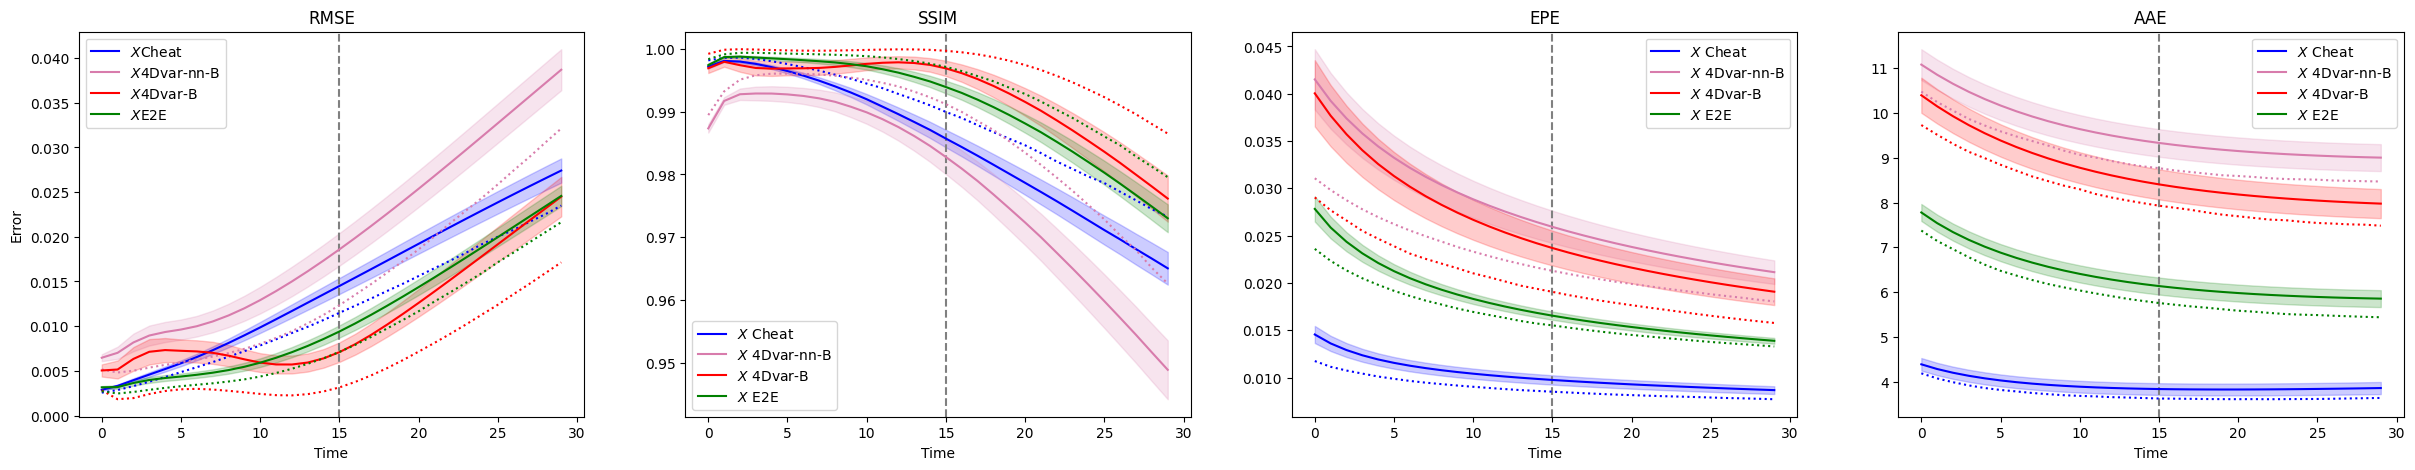 RMSE
0.040
0.035
0.030
0.025
0.020
0.015
0.010
0.005
0.000
Error
XCheat
X4Dvar-nn-B
X4Dvar-B
XE2E
0 5 10 15 20 25 30
Time
SSIM
1.00
0.99
0.98
0.97
0.96
0.95
X Cheat
X 4Dvar-nn-B
X 4Dvar-B
X E2E
0 5 10 15 20 25 30
Time
EPE
0.045
0.040
0.035
0.030
0.025
0.020
0.015
0.010
X Cheat
X 4Dvar-nn-B
X 4Dvar-B
X E2E
0 5 10 15 20 25 30
Time
AAE
11
10
9
8
7
6
5
4
X Cheat
X 4Dvar-nn-B
X 4Dvar-B
X E2E
0 5 10 15 20 25 30
Time